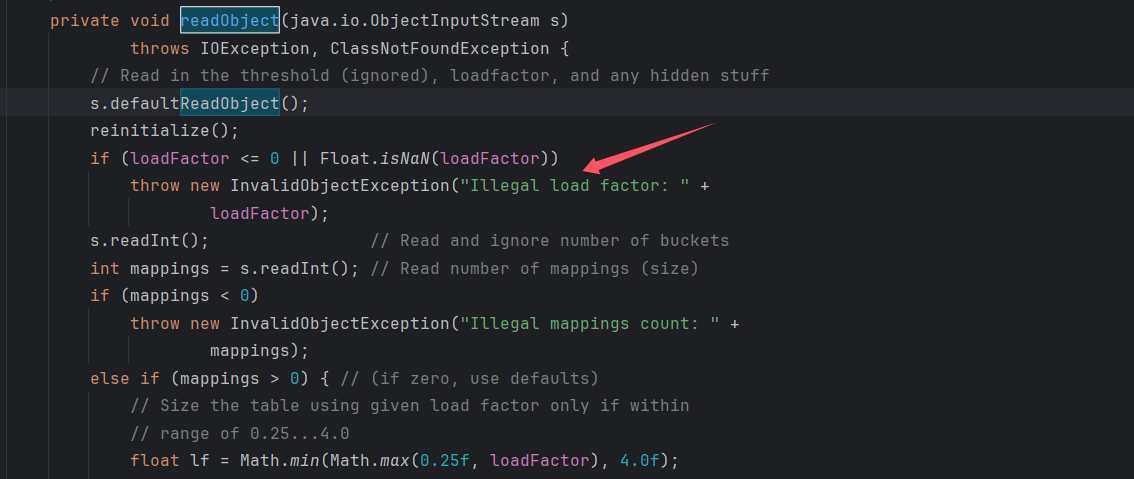 private void readObject(java.io.ObjectInputStream s)
throws IOException, ClassNotFoundException {
// Read in the threshold (ignored), loadfactor, and any hidden stuff
s.defaultReadObject();
reinitialize();
if (loadFactor <= 0 || Float.isNaN(loadFactor))
throw new InvalidObjectException("Illegal load factor: " +
loadFactor);
s.readInt(); // Read and ignore number of buckets
int mappings = s.readInt(); // Read number of mappings (size)
if (mappings < 0)
throw new InvalidObjectException("Illegal mappings count: " +
mappings);
else if (mappings > 0) { // (if zero, use defaults)
// Size the table using given load factor only if within
// range of 0.25...4.0
float lf = Math.min(Math.max(0.25f, loadFactor), 4.0f);